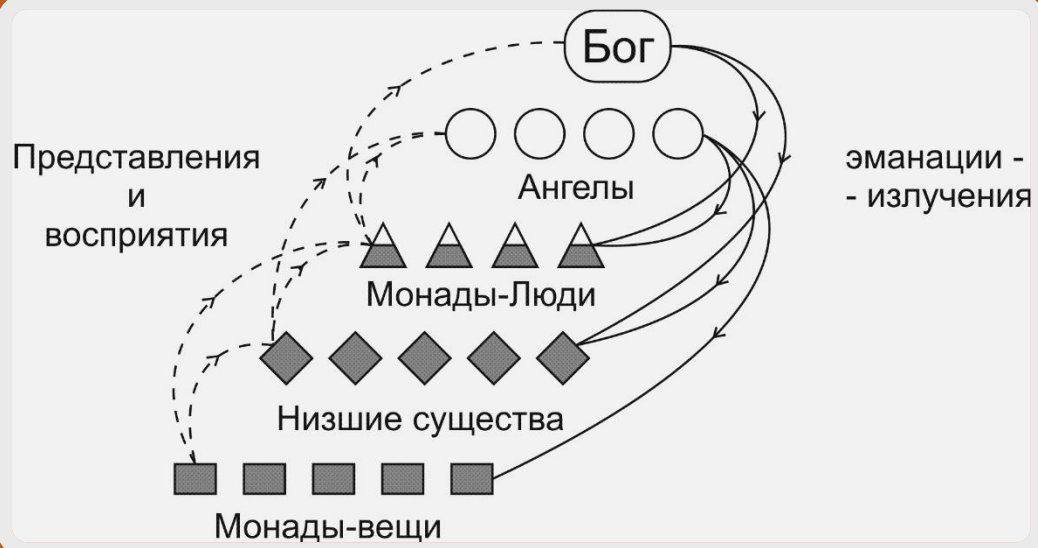 Бог
Представления
и
восприятия
эманации -
- излучения
Ангелы
Монады-Люди
Низшие существа
Монады-вещи